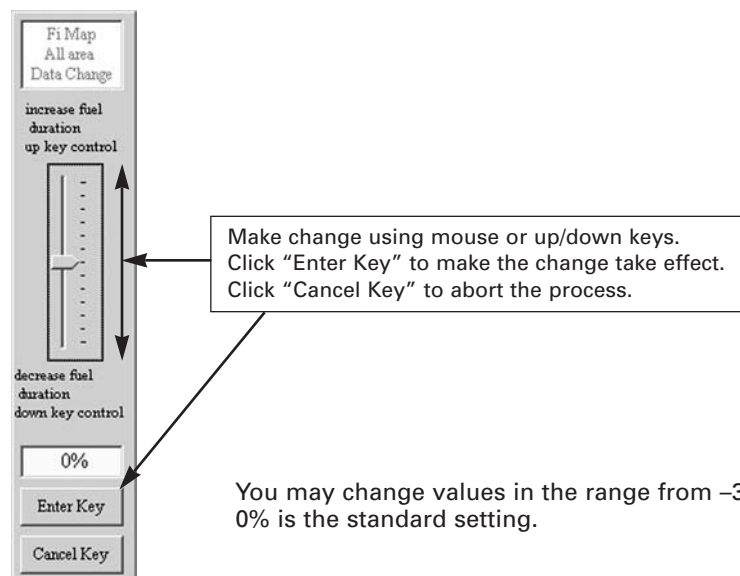 Fi Map
All area
Data Change
increase fuel
duration
up key control
Make change using mouse or up/down keys.
Click “Enter Key” to make the change take effect.
Click “Cancel Key” to abort the process.
decrease fuel
duration
down key control
0%
Enter Key
You may change values in the range from –3
0% is the standard setting.
Cancel Key